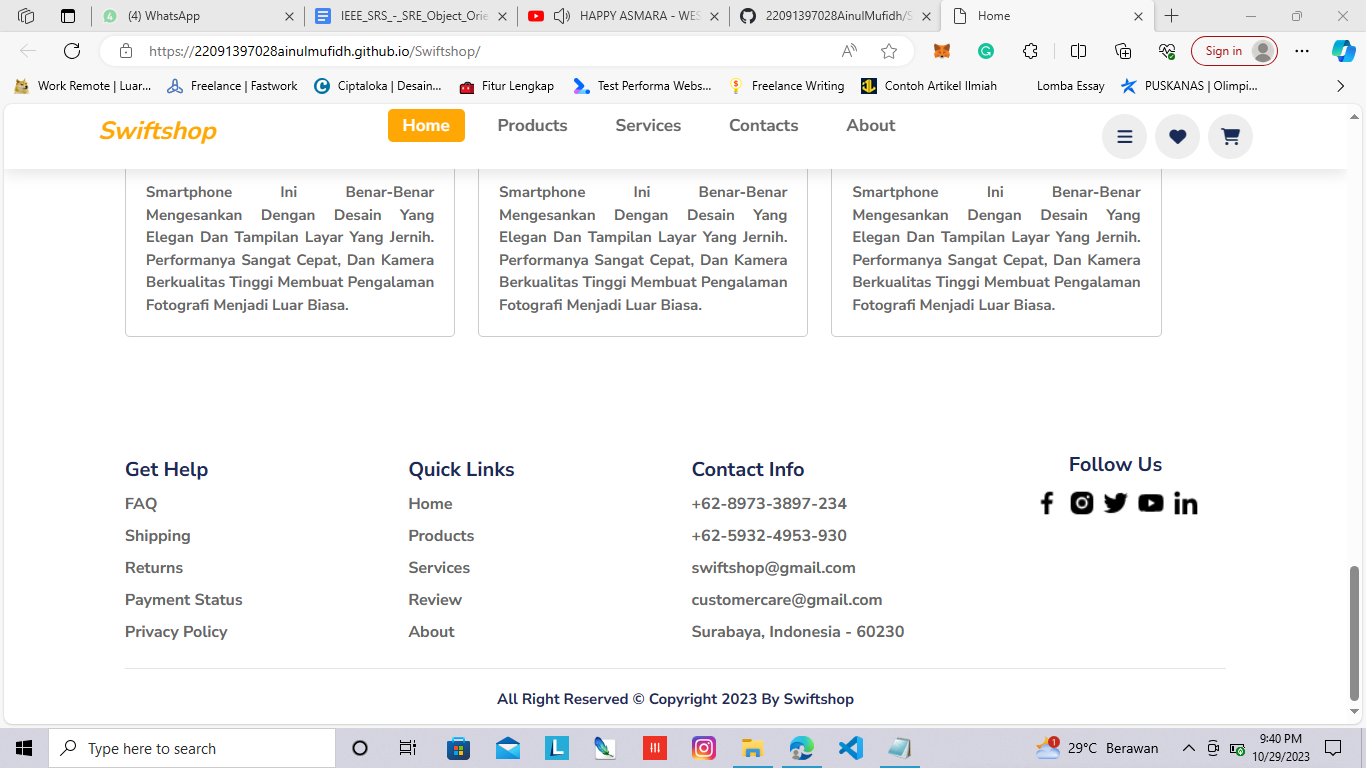 (4) WhatsApp
IEEE_SRS_-_SRE_Object_Orie
HAPPY ASMARA - WES
22091397028AinulMufidh/S
Home
https://22091397028ainulmufidh.github.io/Swiftshop/
Sign in
Work Remote | Luar...
Freelance | Fastwork
Ciptaloka | Desain...
Fitur Lengkap
Test Performa Webs...
Freelance Writing
Contoh Artikel Ilmiah
Lomba Essay
PUSKANAS | Olimpi...
Swiftshop
Home
Products
Services
Contacts
About
Smartphone Ini Benar-Benar
Mengesankan Dengan Desain Yang
Elegan Dan Tampilan Layar Yang Jernih.
Performanya Sangat Cepat, Dan Kamera
Berkualitas Tinggi Membuat Pengalaman
Fotografi Menjadi Luar Biasa.
Smartphone Ini Benar-Benar
Mengesankan Dengan Desain Yang
Elegan Dan Tampilan Layar Yang Jernih.
Performanya Sangat Cepat, Dan Kamera
Berkualitas Tinggi Membuat Pengalaman
Fotografi Menjadi Luar Biasa.
Smartphone Ini Benar-Benar
Mengesankan Dengan Desain Yang
Elegan Dan Tampilan Layar Yang Jernih.
Performanya Sangat Cepat, Dan Kamera
Berkualitas Tinggi Membuat Pengalaman
Fotografi Menjadi Luar Biasa.
Get Help
FAQ
Shipping
Returns
Payment Status
Privacy Policy
Quick Links
Home
Products
Services
Review
About
Contact Info
+62-8973-3897-234
+62-5932-4953-930
swiftshop@gmail.com
customercare@gmail.com
Surabaya, Indonesia - 60230
Follow Us
All Right Reserved © Copyright 2023 By Swiftshop
Type here to search
1
29°C Berawan
9:40 PM
10/29/2023